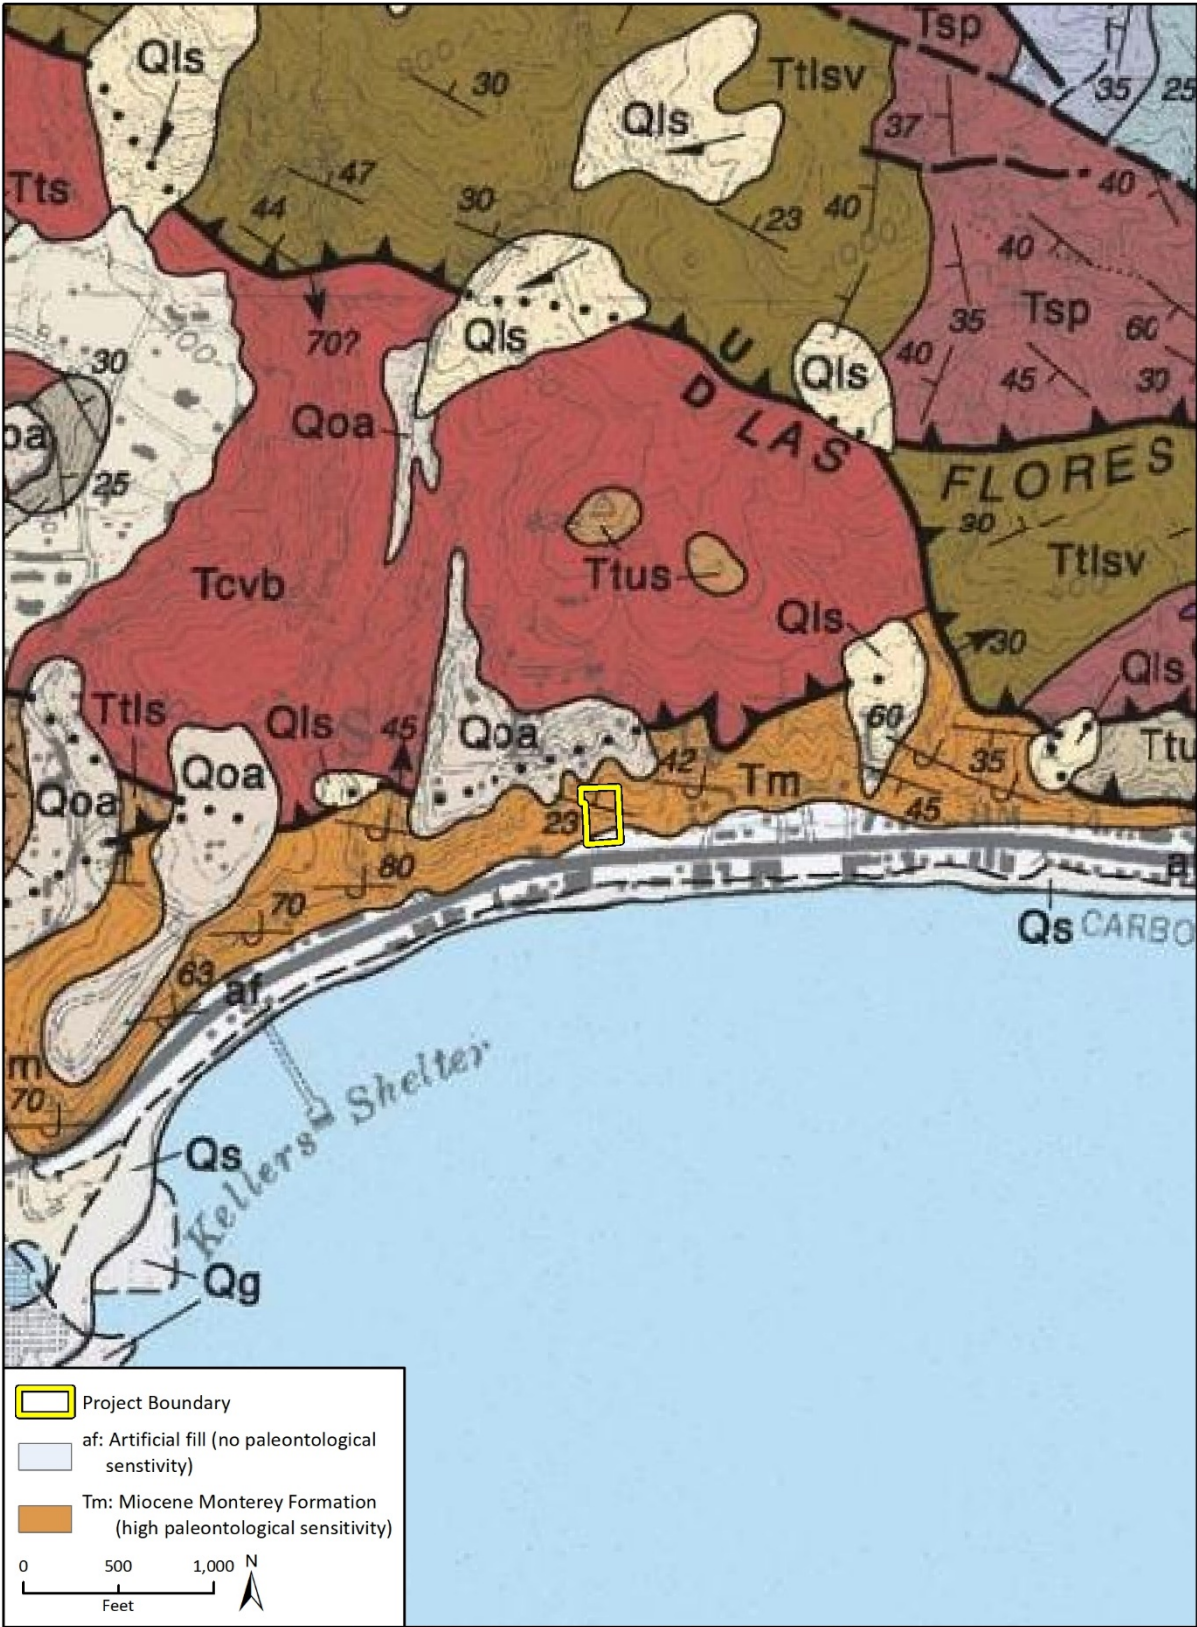 Tsp
Qls
Ttlsv
30
35
25
Qls
37
Tts
47
40
44
30
23
40
40
1000
35
Tsp
60
70?
Qls
U
Qls
40
45
30
30
D
LAS
Qoa
FLORES
oa
25
30
Ttlsv
Tcvb
Ttus
Qls
30
Qls
Ttls
Qls
45
Qoa
60
Ttu
Qoa
Qoa
42
Tm
35
23
45
80
a
70
Qs
CARBO
63
af
m
70
Kellers Shelter
Qs
Qg
Project Boundary
af: Artificial fill (no paleontological
senstivity)
Tm: Miocene Monterey Formation
(high paleontological sensitivity)
0 500 1,000 N
Feet